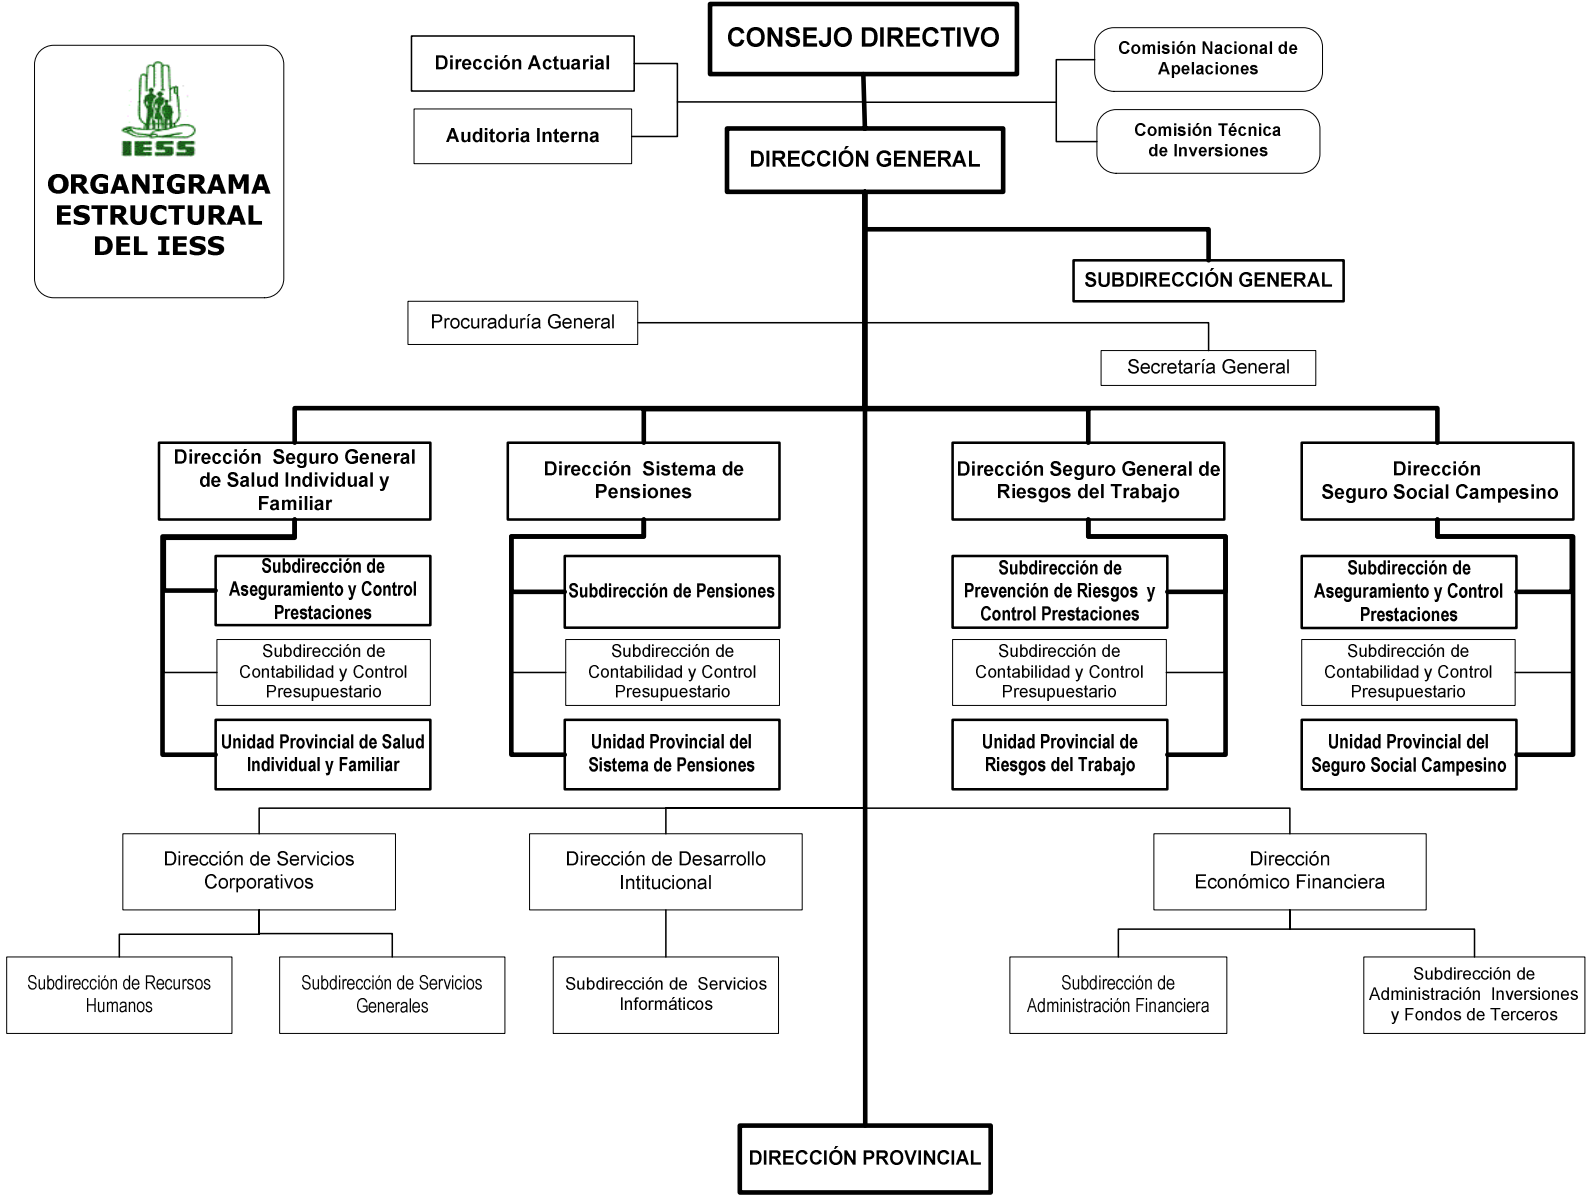 CONSEJO DIRECTIVO
Dirección Actuarial
Auditoria Interna
Comisión Nacional de
Apelaciones
Comisión Técnica
de Inversiones
IESS
ORGANIGRAMA
ESTRUCTURAL
DEL IESS
DIRECCIÓN GENERAL
SUBDIRECCIÓN GENERAL
Procuraduría General
Secretaría General
Dirección Seguro General
de Salud Individual y
Familiar
Dirección Sistema de
Pensiones
Dirección Seguro General de
Riesgos del Trabajo
Dirección
Seguro Social Campesino
Subdirección de
Aseguramiento y Control
Prestaciones
Subdirección de Pensiones
Subdirección de
Prevención de Riesgos y
Control Prestaciones
Subdirección de
Aseguramiento y Control
Prestaciones
Subdirección de
Contabilidad y Control
Presupuestario
Subdirección de
Contabilidad y Control
Presupuestario
Subdirección de
Contabilidad y Control
Presupuestario
Subdirección de
Contabilidad y Control
Presupuestario
Unidad Provincial de Salud
Individual y Familiar
Unidad Provincial del
Sistema de Pensiones
Unidad Provincial de
Riesgos del Trabajo
Unidad Provincial del
Seguro Social Campesino
Dirección de Servicios
Corporativos
Dirección de Desarrollo
Intitucional
Dirección
Económico Financiera
Subdirección de Recursos
Humanos
Subdirección de Servicios
Generales
Subdirección de Servicios
Informáticos
Subdirección de
Administración Financiera
Subdirección de
Administración Inversiones
y Fondos de Terceros
DIRECCIÓN PROVINCIAL